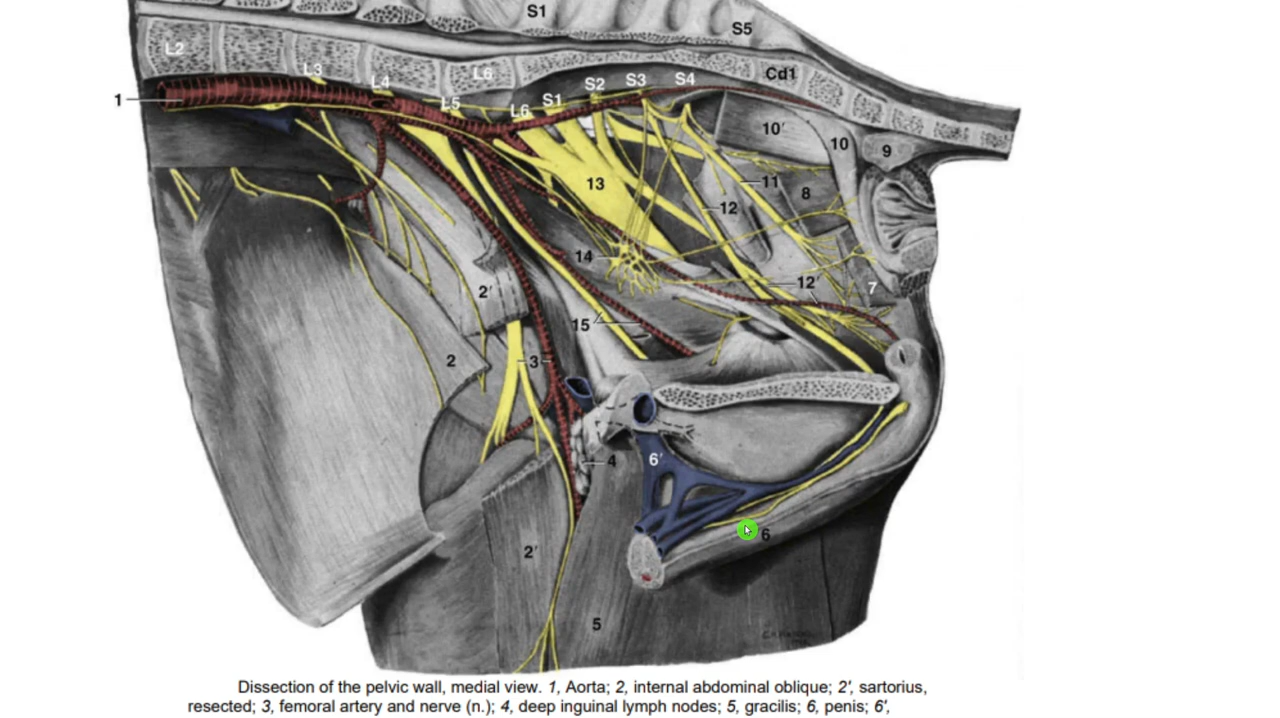 S1
S5
L2
L3
L4
L6
Cd1
L5
L6
S1
S2
S3
S4
1
10′
10
9
13
11
8
12
14
12′
7
2′
15
2
3
4
6′
6
2′
5
Dissection of the pelvic wall, medial view. 1, Aorta; 2, internal abdominal oblique; 2′, sartorius,
resected; 3, femoral artery and nerve (n.); 4, deep inguinal lymph nodes; 5, gracilis; 6, penis; 6′,